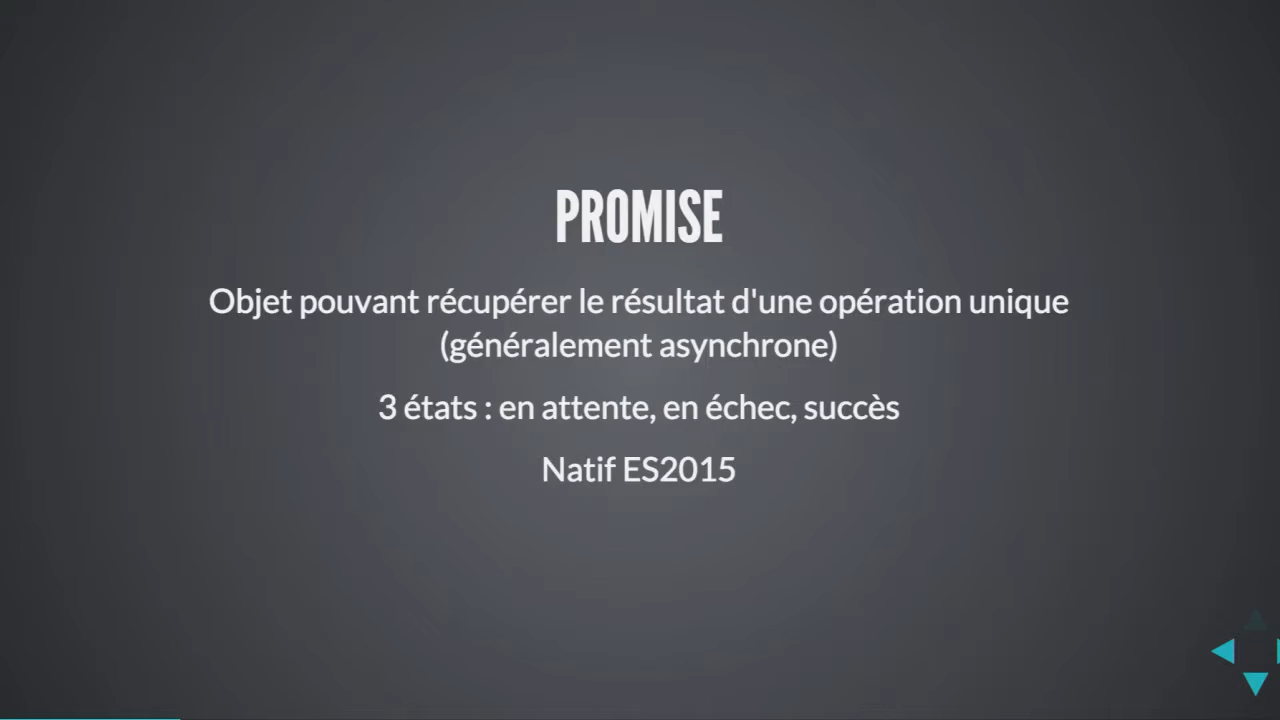 PROMISE
Objet pouvant récupérer le résultat d'une opération unique
(généralement asynchrone)
3 états : en attente, en échec, succès
Natif ES2015